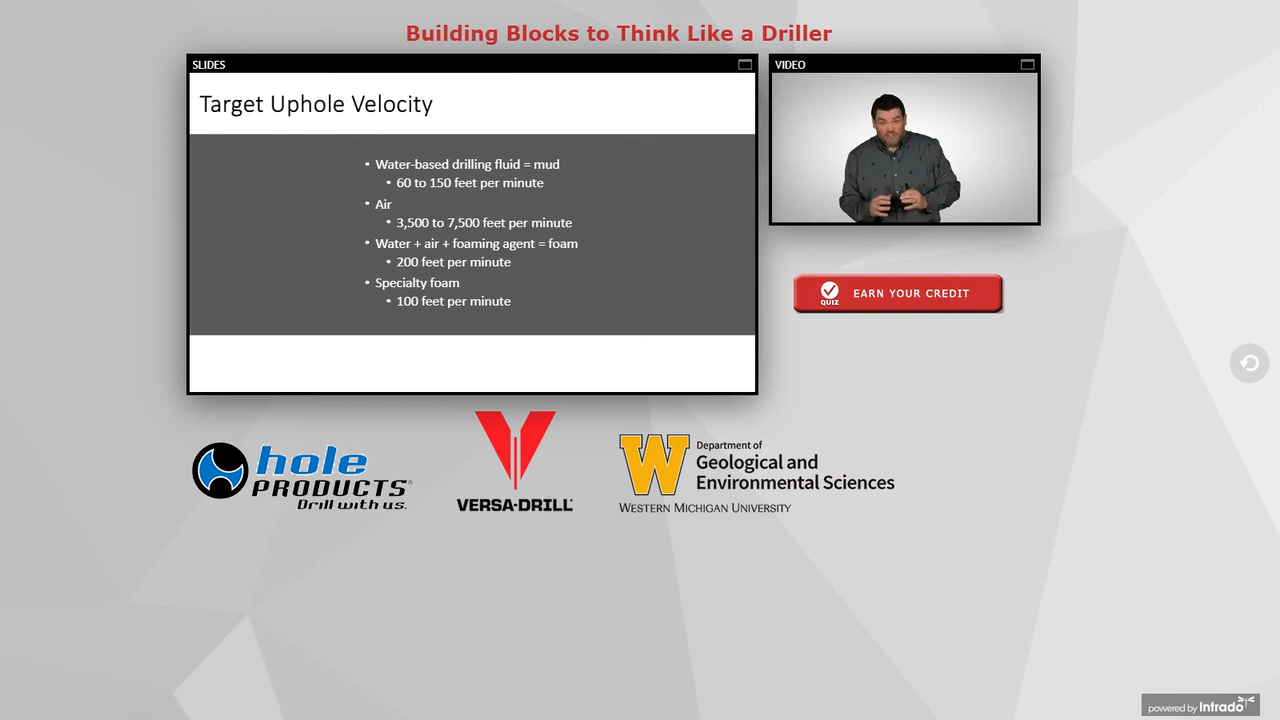 Building Blocks to Think Like a Driller
SLIDES
Target Uphole Velocity
• Water-based drilling fluid = mud
• 60 to 150 feet per minute
• Air
• 3,500 to 7,500 feet per minute
• Water + air + foaming agent = foam
• 200 feet per minute
• Specialty foam
• 100 feet per minute
VIDEO
QUIZ
EARN YOUR CREDIT
hole
PRODUCTS®
Drill with us.
VERSA-DRILL®
W
Department of
Geological and
Environmental Sciences
WESTERN MICHIGAN UNIVERSITY
powered by intrado